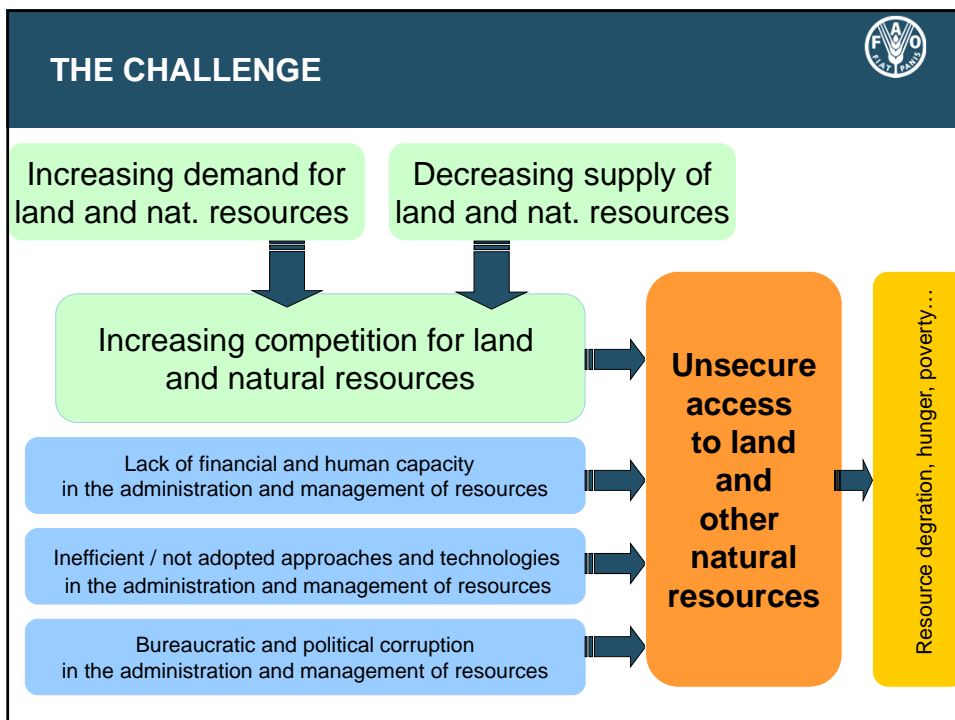 THE CHALLENGE
F A O
FIAT PANIS
Increasing demand for
land and nat. resources
Decreasing supply of
land and nat. resources
Increasing competition for land
and natural resources
Lack of financial and human capacity
in the administration and management of resources
Inefficient / not adopted approaches and technologies
in the administration and management of resources
Bureaucratic and political corruption
in the administration and management of resources
Unsecure
access
to land
and
other
natural
resources
Resource degration, hunger, poverty…